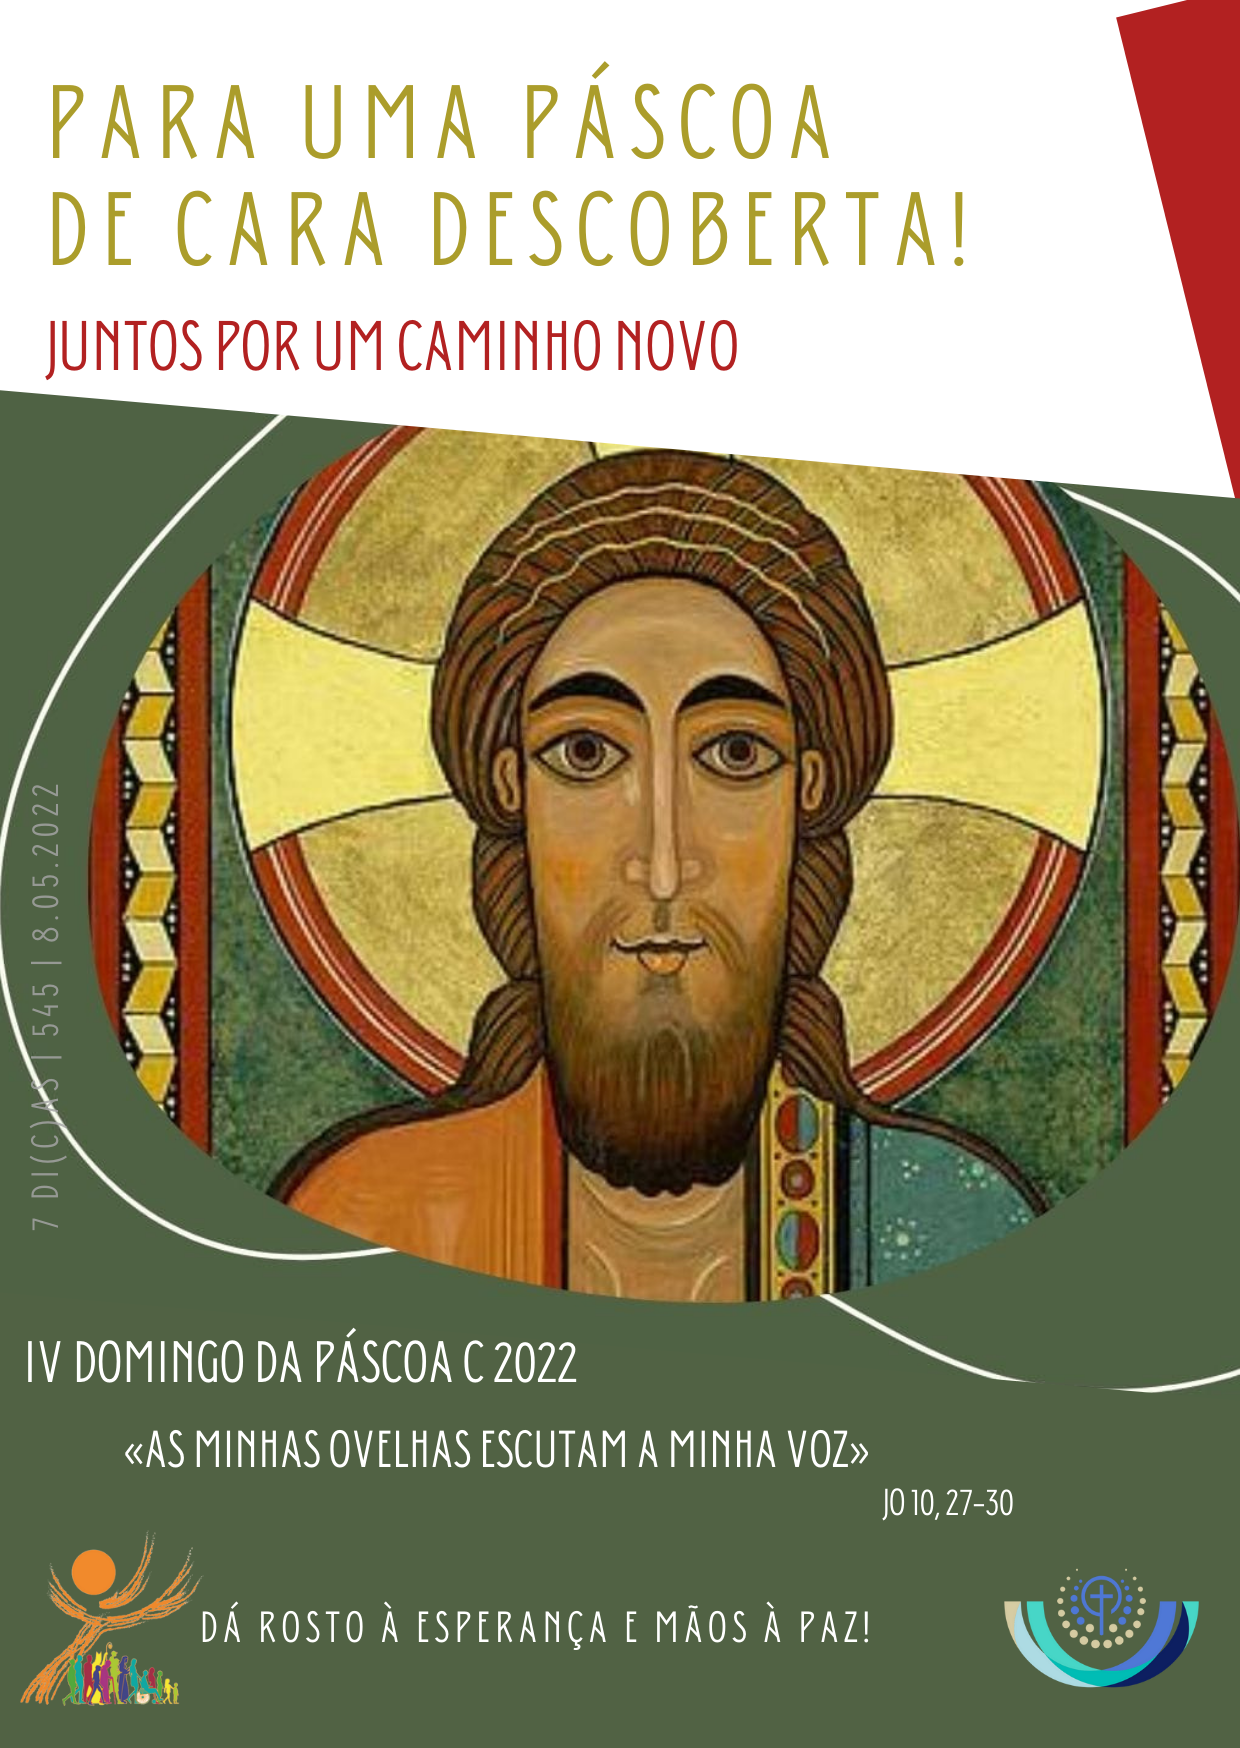 PARA UMA PÁSCOA
DE CARA DESCOBERTA!
JUNTOS POR UM CAMINHO NOVO
7 DI(C)AS | 545 | 8.05.2022
IV DOMINGO DA PÁSCOA C 2022
«AS MINHAS OVELHAS ESCUTAM A MINHA VOZ»
JO 10, 27-30
DÁ ROSTO À ESPERANÇA E MÃOS À PAZ!